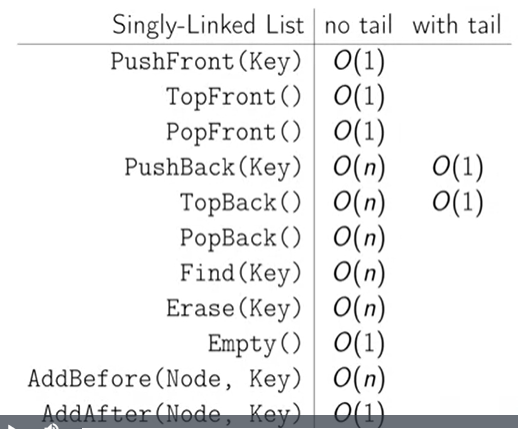 Singly-Linked List no tail with tail
PushFront(Key) O(1)
TopFront() O(1)
PopFront() O(1)
PushBack(Key) O(n) O(1)
TopBack() O(n) O(1)
PopBack() O(n)
Find(Key) O(n)
Erase(Key) O(n)
Empty() O(1)
AddBefore(Node, Key) O(n)
AddAfter(Node, Key) O(1)